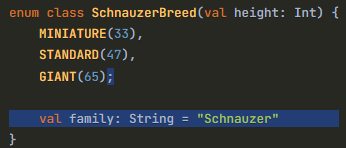 enum class SchnauzerBreed(val height: Int) {
    MINIATURE(33),
    STANDARD(47),
    GIANT(65);

    val family: String = "Schnauzer"
}